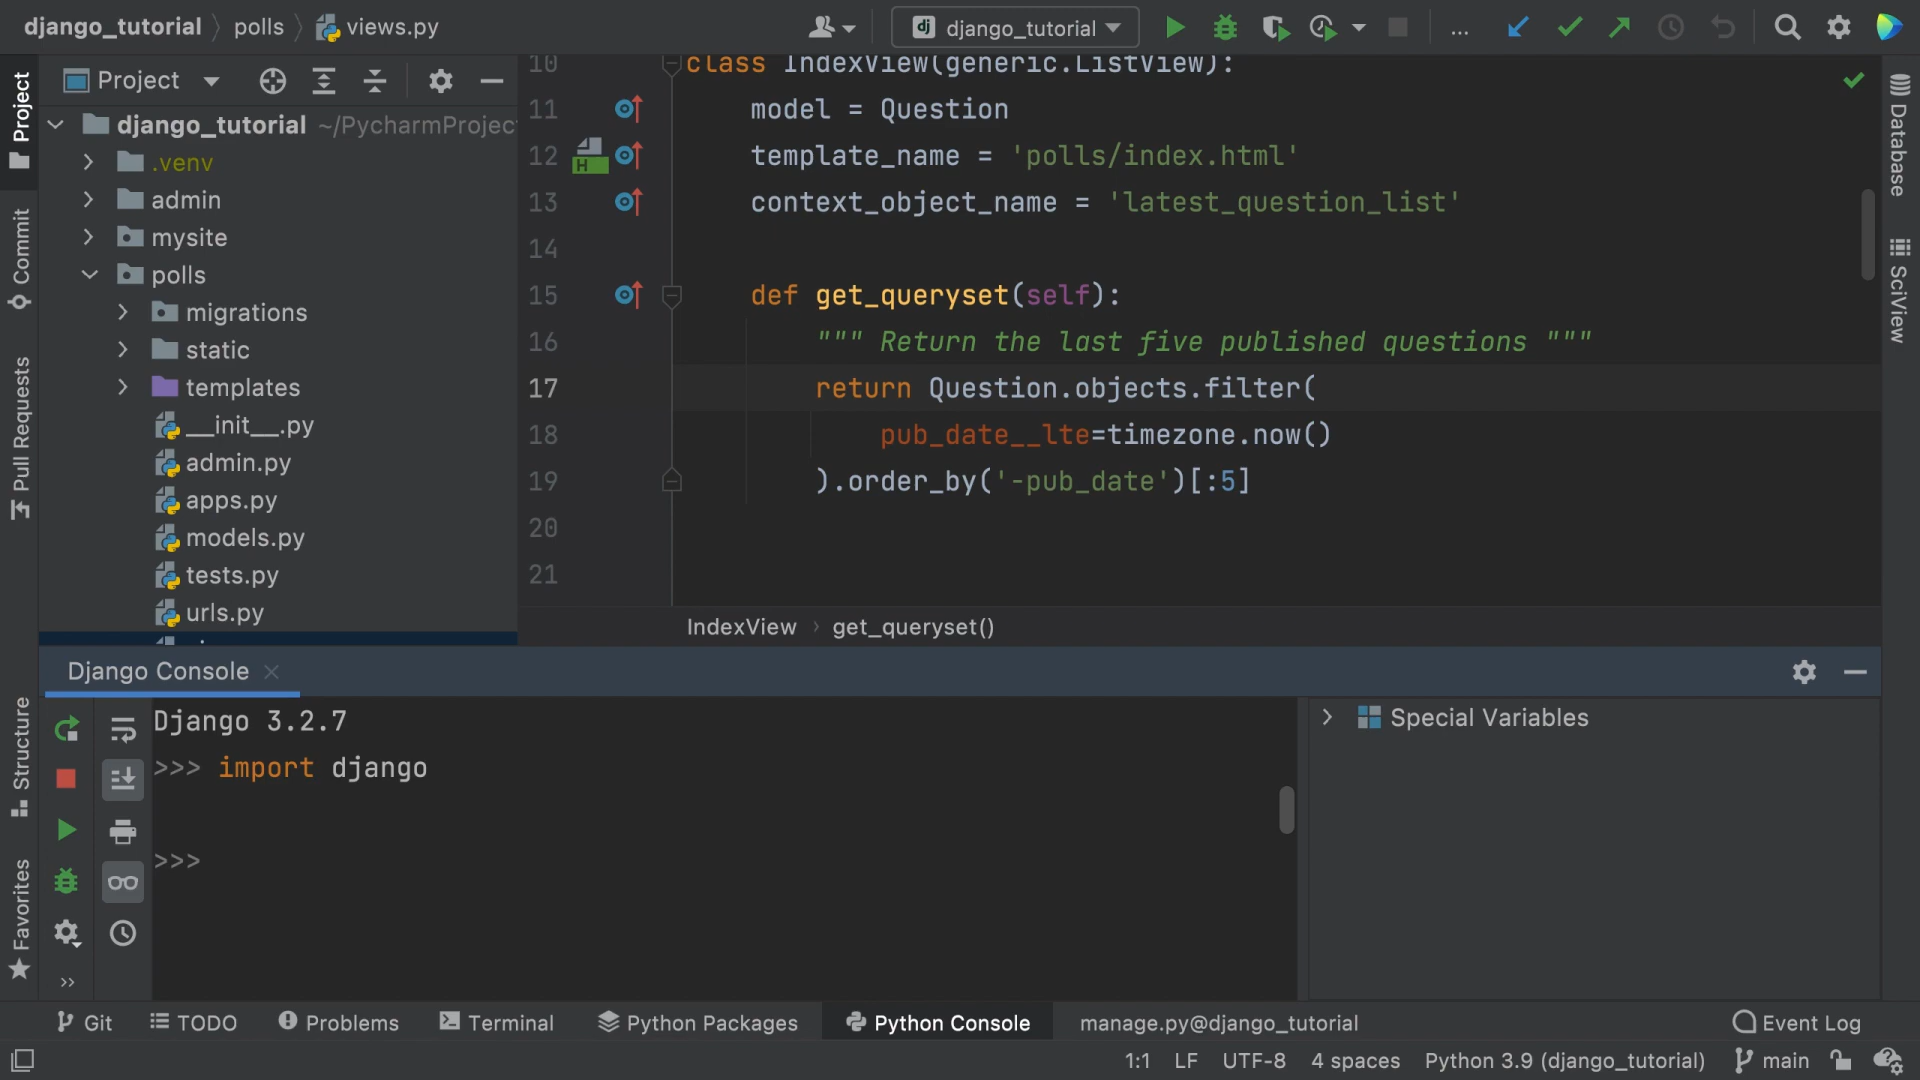 django_tutorial > polls > views.py
django_tutorial
...
Project
django_tutorial ~/PycharmProjec
.venv
admin
mysite
polls
migrations
static
templates
__init__.py
admin.py
apps.py
models.py
tests.py
urls.py
10 class IndexView(generic.ListView):
11 model = Question
12 template_name = 'polls/index.html'
13 context_object_name = 'latest_question_list'
14
15 def get_queryset(self):
16 """ Return the last five published questions """
17 return Question.objects.filter(
18 pub_date__lte=timezone.now()
19 ).order_by('-pub_date')[:5]
20
21
IndexView > get_queryset()
Project
Commit
Pull Requests
Structure
Favorites
Database
SciView
Django Console
Django 3.2.7
>>> import django
>>>
Special Variables
Git
TODO
Problems
Terminal
Python Packages
Python Console
manage.py@django_tutorial
Event Log
1:1 LF UTF-8 4 spaces Python 3.9 (django_tutorial) main